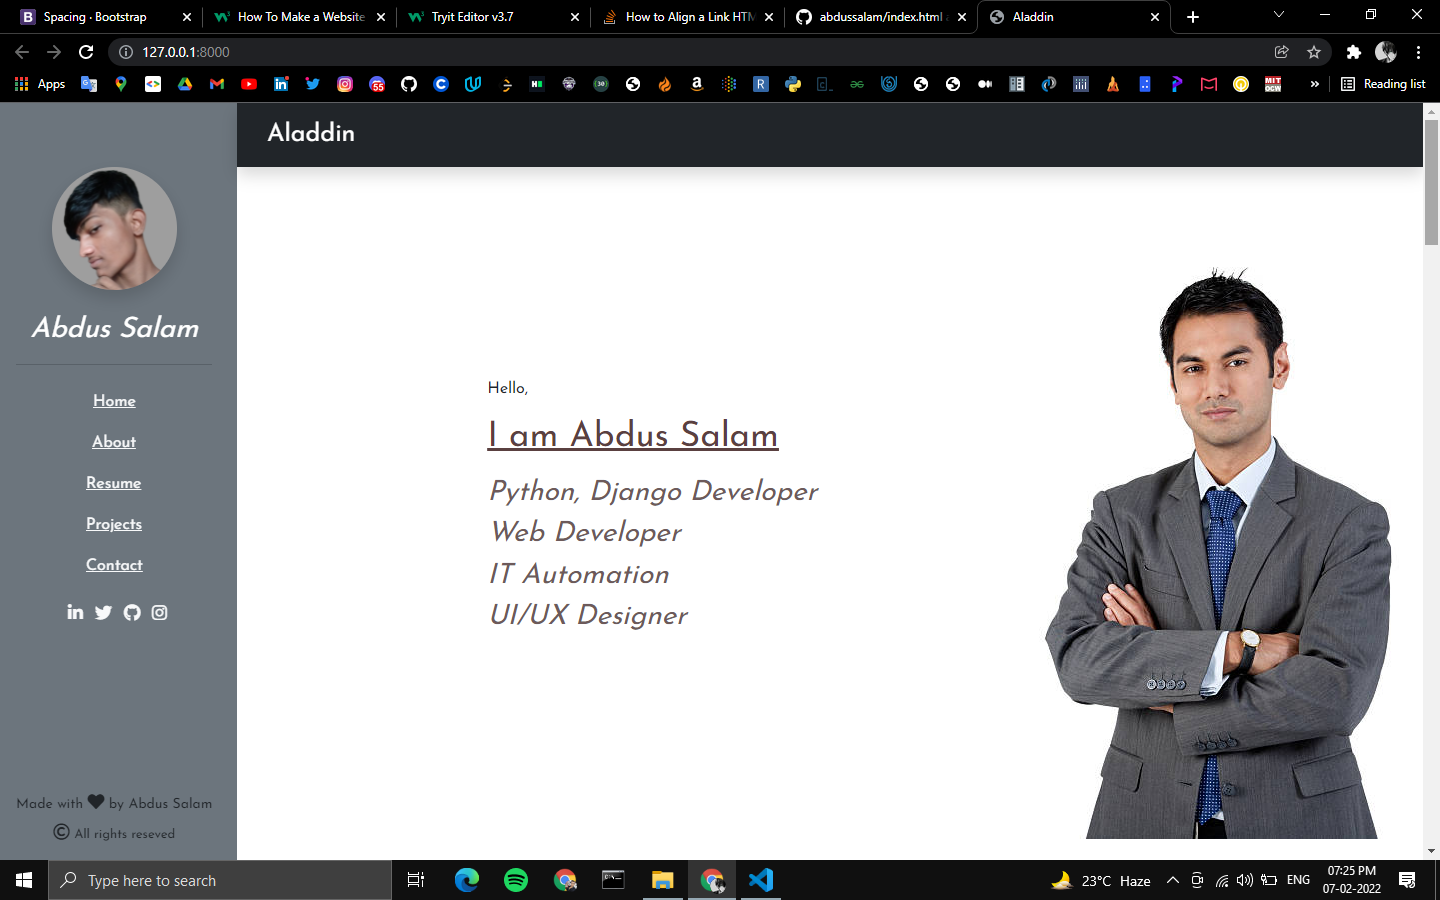 Spacing · Bootstrap
How To Make a Website
Tryit Editor v3.7
How to Align a Link HTM
abdussalam/index.html
Aladdin
127.0.0.1:8000
Apps
Reading list
Aladdin
Abdus Salam
Home
About
Resume
Projects
Contact
Made with ♥ by Abdus Salam
© All rights reseved
Hello,
I am Abdus Salam
Python, Django Developer
Web Developer
IT Automation
UI/UX Designer
Type here to search
23°C Haze
ENG
07:25 PM
07-02-2022